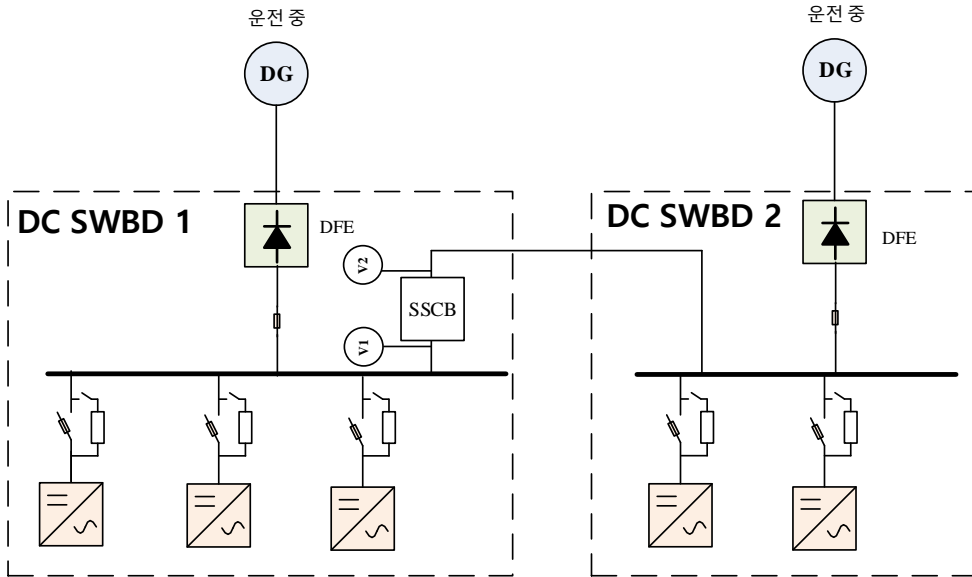 운전 중
운전 중
DG
DG
DC SWBD 1
DFE
DC SWBD 2
DFE
V2
SSCB
V1